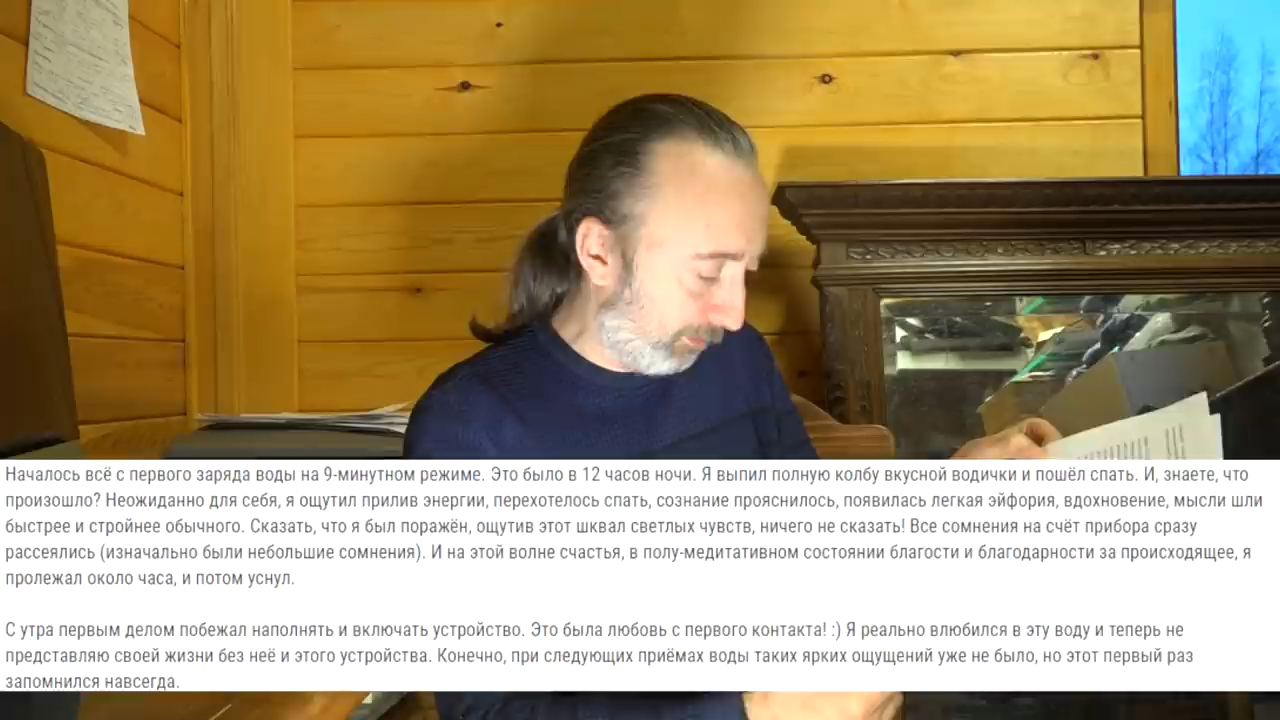 Началось всё с первого заряда воды на 9-минутном режиме. Это было в 12 часов ночи. Я выпил полную колбу вкусной водички и пошёл спать. И, знаете, что
произошло? Неожиданно для себя, я ощутил прилив энергии, перехотелось спать, сознание прояснилось, появилась легкая эйфория, вдохновение, мысли шли
быстрее и стройнее обычного. Сказать, что я был поражён, ощутив этот шквал светлых чувств, ничего не сказать! Все сомнения на счёт прибора сразу
рассеялись (изначально были небольшие сомнения). И на этой волне счастья, в полу-медитативном состоянии благости и благодарности за происходящее, я
пролежал около часа, и потом уснул.
С утра первым делом побежал наполнять и включать устройство. Это была любовь с первого контакта! :) Я реально влюбился в эту воду и теперь не
представляю своей жизни без неё и этого устройства. Конечно, при следующих приёмах воды таких ярких ощущений уже не было, но этот первый раз
запомнился навсегда.